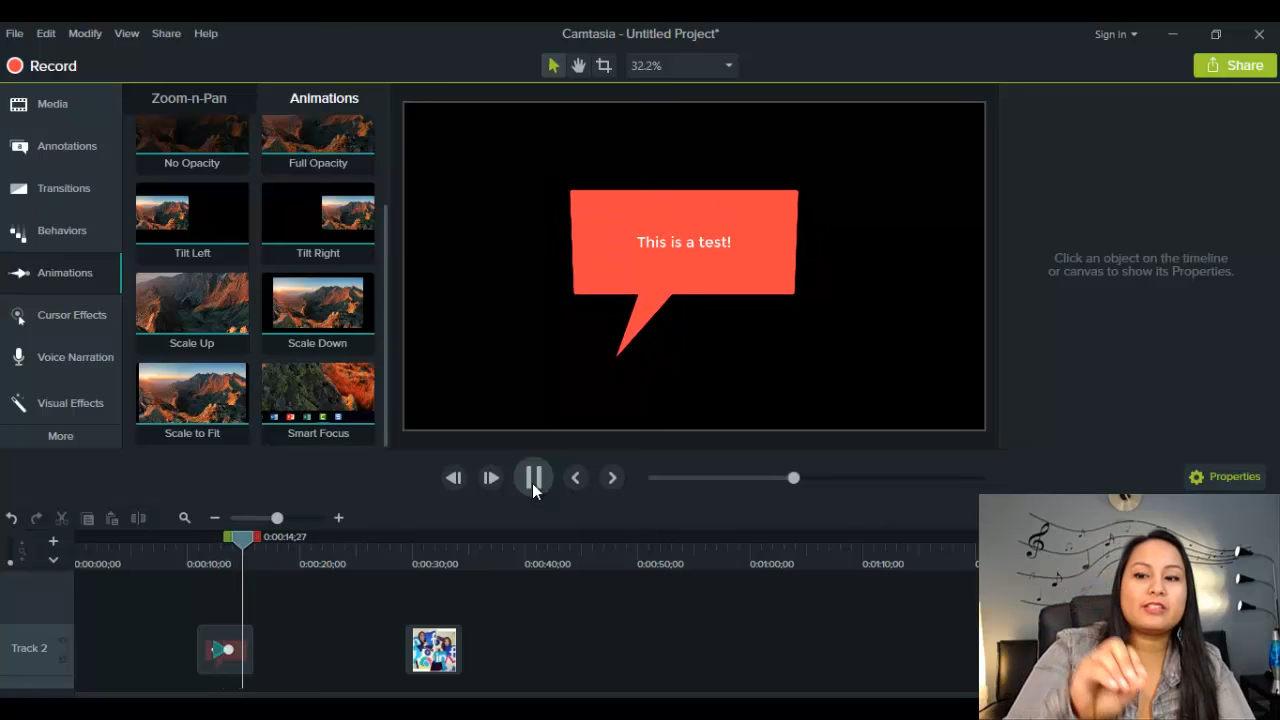 File Edit Modify View Share Help
Camtasia - Untitled Project*
Sign in
Record
32.2%
Share
Media
Annotations
Transitions
Behaviors
Animations
Cursor Effects
Voice Narration
Visual Effects
More
Zoom-n-Pan
Animations
No Opacity
Full Opacity
Tilt Left
Tilt Right
Scale Up
Scale Down
Scale to Fit
Smart Focus
This is a test!
Click an object on the timeline
or canvas to show its Properties.
Properties
0:00:14;27
0:00:00;00 0:00:10;00 0:00:20;00 0:00:30;00 0:00:40;00 0:00:50;00 0:01:00;00 0:01:10;00
Track 2